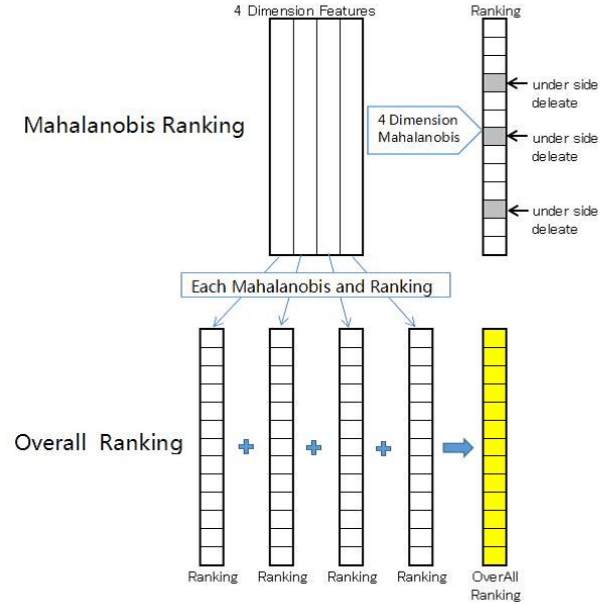 4 Dimension Features
Ranking
under side
deleate
Mahalanobis Ranking
4 Dimension
Mahalanobis
under side
deleate
under side
deleate
Each Mahalanobis and Ranking
Overall Ranking
Ranking Ranking Ranking Ranking
OverAll
Ranking